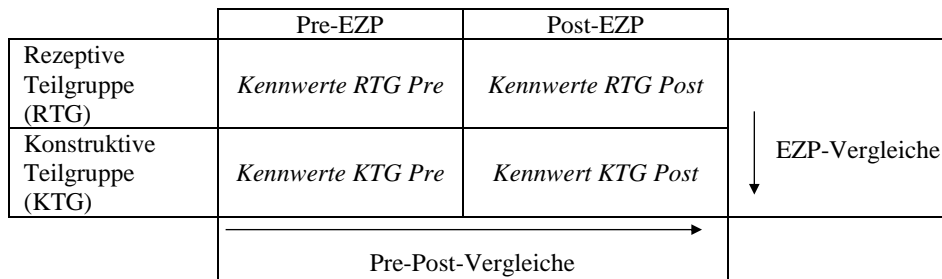 Pre-EZP Post-EZP
Rezeptive
Teilgruppe
(RTG)
Kennwerte RTG Pre Kennwerte RTG Post
Konstruktive
Teilgruppe
(KTG)
Kennwerte KTG Pre Kennwert KTG Post
EZP-Vergleiche
Pre-Post-Vergleiche